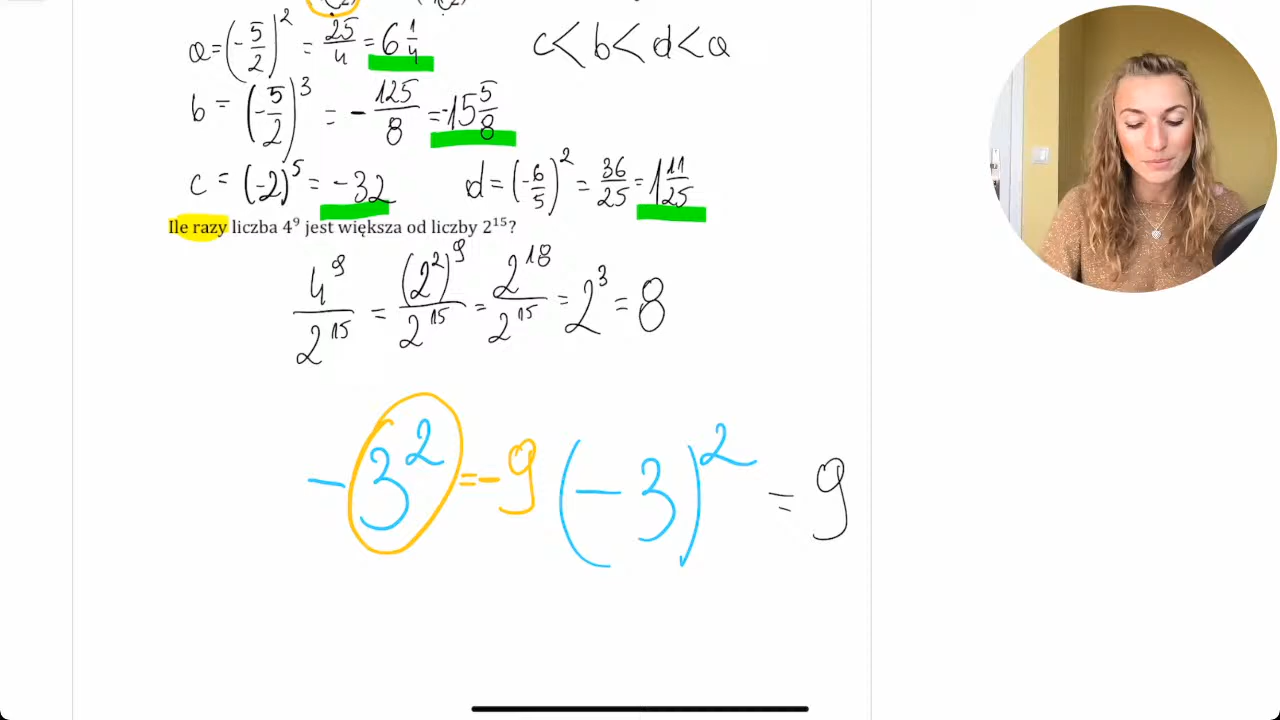 a=(-5/2)² = 25/4 = 6 1/4
c<b<d<a
b = (-5/2)³ = -125/8 = -15 5/8
c = (-2)⁵ = -32
d = (-6/5)² = 36/25 = 1 11/25
Ile razy liczba 4⁹ jest większa od liczby 2¹⁵?
4⁹/2¹⁵ = (2²)⁹/2¹⁵ = 2¹⁸/2¹⁵ = 2³ = 8
-3² = -9
(-3)² = 9